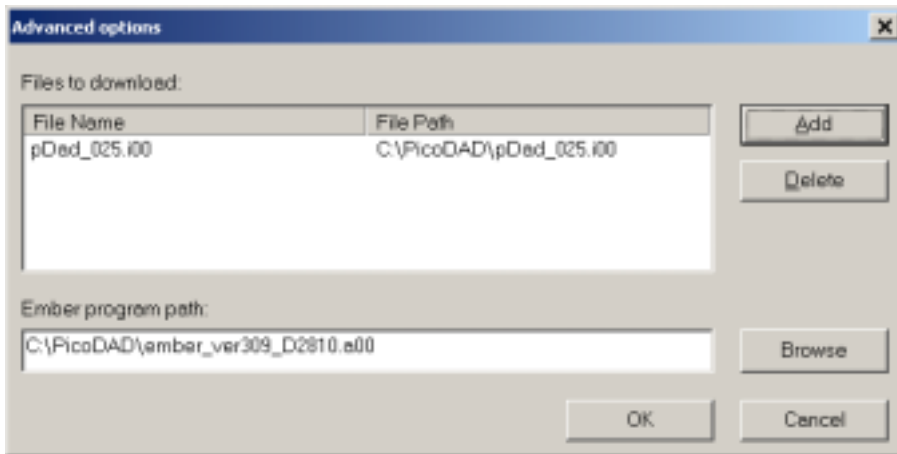 Advanced options
Files to download:
File Name File Path Add
pDad_025.i00 C:\PicoDAD\pDad_025.i00
Delete
Ember program path:
C:\PicoDAD\ember_ver309_D2810.a00 Browse
OK Cancel